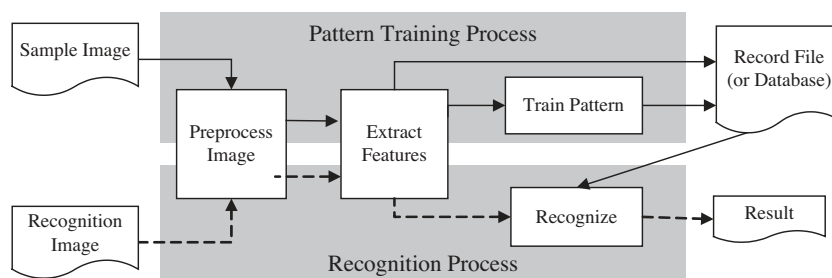 Pattern Training Process
Sample Image
Record File
(or Database)
Preprocess
Image
Extract
Features
Train Pattern
Recognition
Image
Recognize
Result
Recognition Process